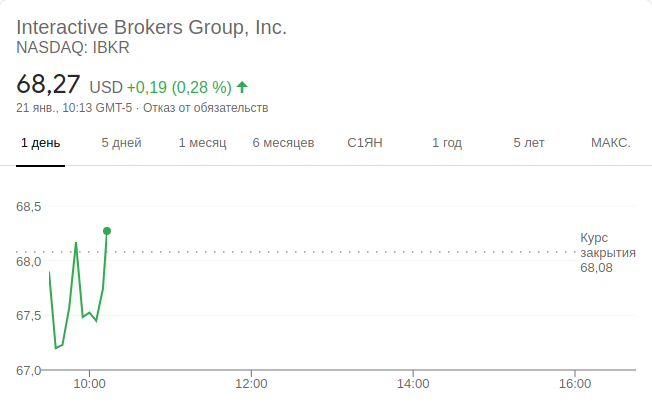 Interactive Brokers Group, Inc.
NASDAQ: IBKR
68,27 USD +0,19 (0,28 %)
21 янв., 10:13 GMT-5 · Отказ от обязательств
1 день 5 дней 1 месяц 6 месяцев С1ЯН 1 год 5 лет МАКС.
68,5
Курс
закрытия
68,08
68,0
67,5
67,0
10:00 12:00 14:00 16:00